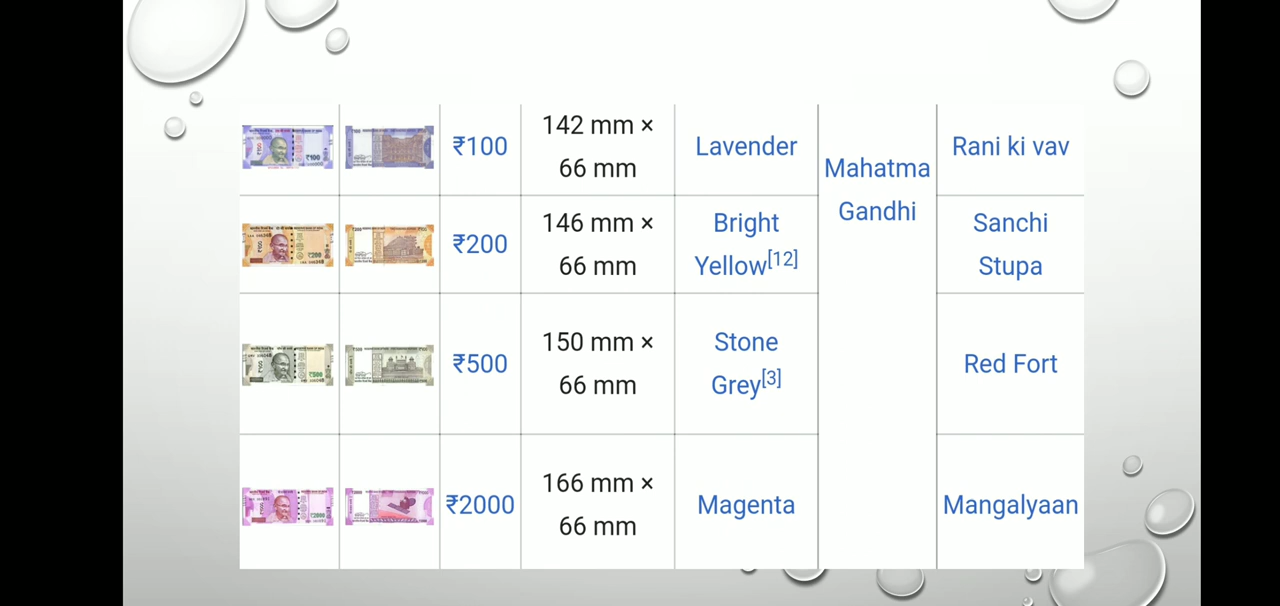 ₹100
142 mm ×
66 mm
Lavender
Mahatma
Gandhi
Rani ki vav
₹200
146 mm ×
66 mm
Bright
Yellow[12]
Sanchi
Stupa
₹500
150 mm ×
66 mm
Stone
Grey[3]
Red Fort
₹2000
166 mm ×
66 mm
Magenta
Mangalyaan